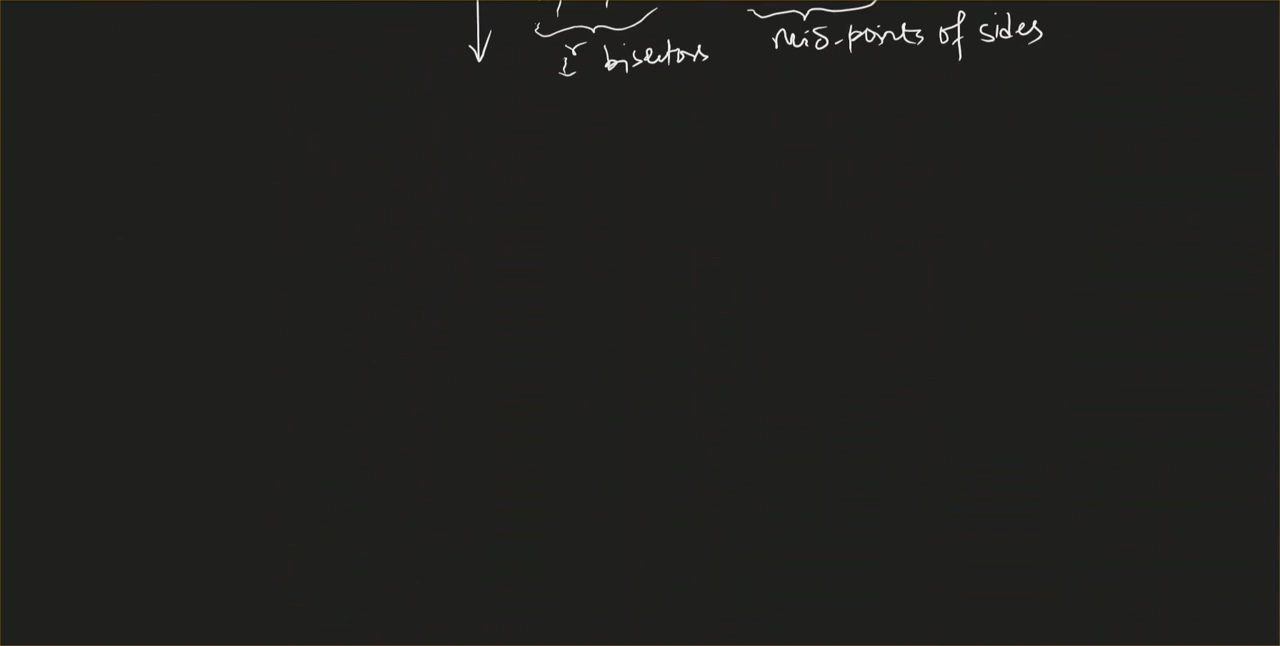 mid-points of sides
⊥r bisectors